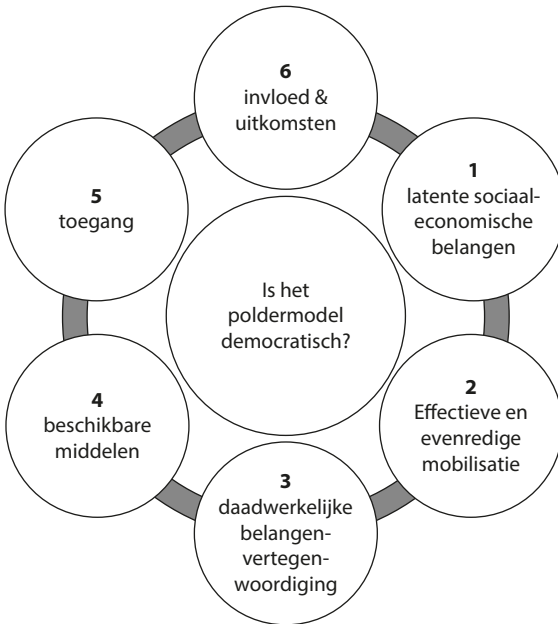 6
invloed &
uitkomsten
1
latente sociaal-
economische
belangen
5
toegang
Is het
poldermodel
democratisch?
2
Effectieve en
evenredige
mobilisatie
4
beschikbare
middelen
3
daadwerkelijke
belangen-
vertegen-
woordiging